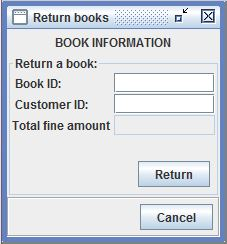 Return books
BOOK INFORMATION
Return a book:
Book ID:
Customer ID:
Total fine amount
Return
Cancel